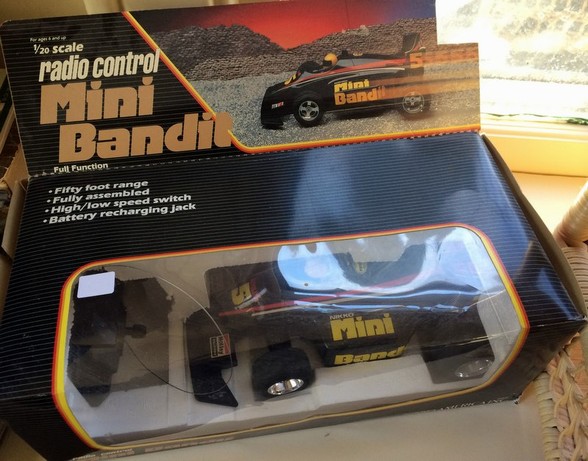 For ages 6 and up
1/20 scale
radio control
Mini
Bandit
Full Function
Mini
Bandit
• Fifty foot range
• Fully assembled
• High/low speed switch
• Battery recharging jack
5
NIKKO
Mini
Bandit